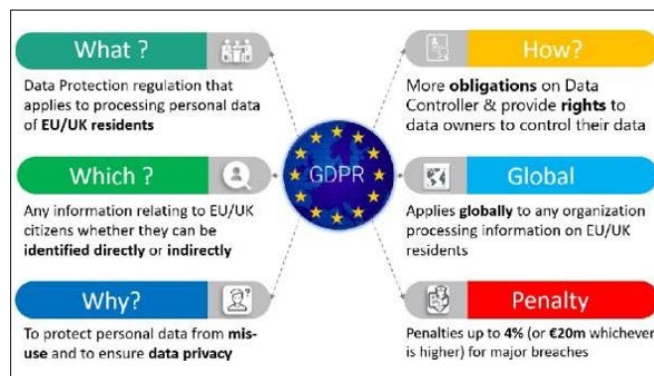 What ?
Data Protection regulation that
applies to processing personal data
of EU/UK residents
Which ?
Any information relating to EU/UK
citizens whether they can be
identified directly or indirectly
Why?
To protect personal data from mis-
use and to ensure data privacy
GDPR
How?
More obligations on Data
Controller & provide rights to
data owners to control their data
Global
Applies globally to any organization
processing information on EU/UK
residents
Penalty
Penalties up to 4% (or €20m whichever
is higher) for major breaches